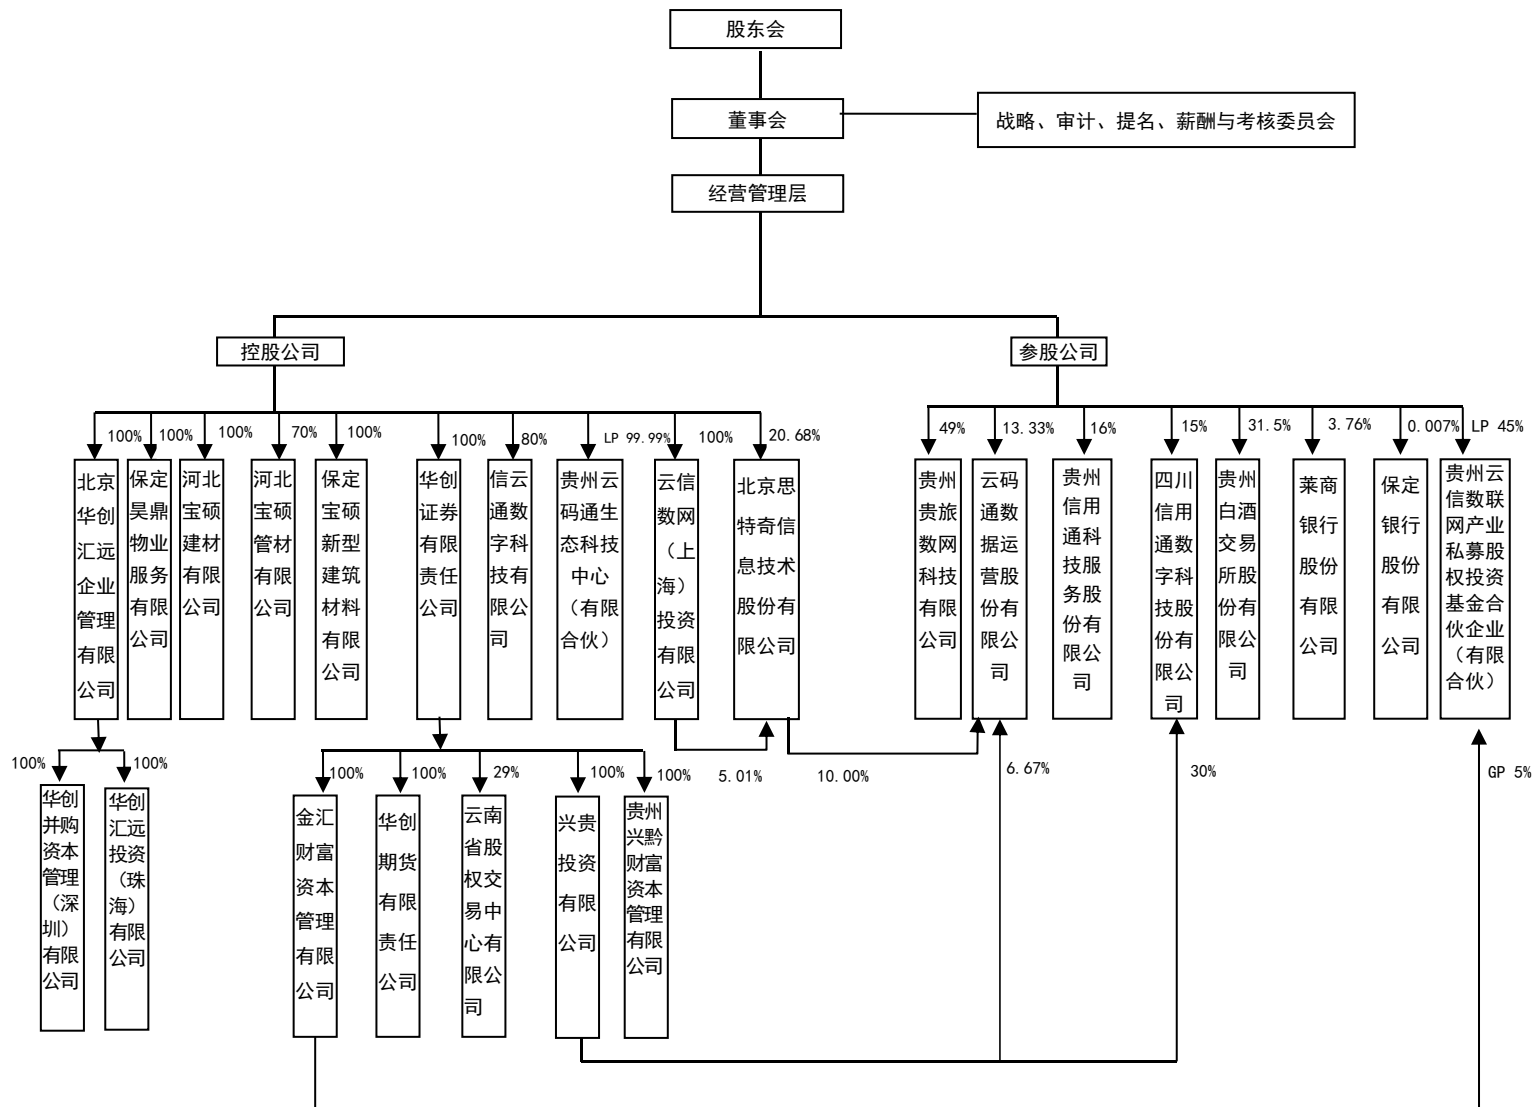 股东会
董事会
战略、审计、提名、薪酬与考核委员会
经营管理层
控股公司
参股公司
100%
100%
100%
70%
100%
100%
80%
LP 99.99%
100%
20.68%
49%
13.33%
16%
15%
31.5%
3.76%
0.007%
LP 45%
北京
华创
汇远
企业
管理
有限
公司
保定
昊鼎
物业
服务
有限
公司
河北
宝硕
建材
有限
公司
河北
宝硕
管材
有限
公司
保定
宝硕
新型
建筑
材料
有限
公司
华创
证券
有限
责任
公司
信云
通数
字科
技有
限公
司
贵州云
码通生
态科技
中心
（有限
合伙）
云信
数网
（上
海）
投资
有限
公司
北京思
特奇信
息技术
股份有
限公司
贵州
贵旅
数网
科技
有限
公司
云码
通数
据运
营股
份有
限公
司
贵州
信用
通科
技服
务股
份有
限公
司
四川
信用
通数
字科
技股
份有
限公
司
贵州
白酒
交易
所股
份有
限公
司
莱商
银行
股份
有限
公司
保定
银行
股份
有限
公司
贵州云
信数联
网产业
私募股
权投资
基金合
伙企业
（有限
合伙）
100%
100%
100%
100%
29%
100%
100%
5.01%
10.00%
6.67%
30%
GP 5%
华创
并购
资本
管理
（深
圳）
有限
公司
华创
汇远
投资
（珠
海）
有限
公司
金汇
财富
资本
管理
有限
公司
华创
期货
有限
责任
公司
云南
省股
权交
易中
心有
限公
司
兴贵
投资
有限
公司
贵州
兴黔
财富
资本
管理
有限
公司